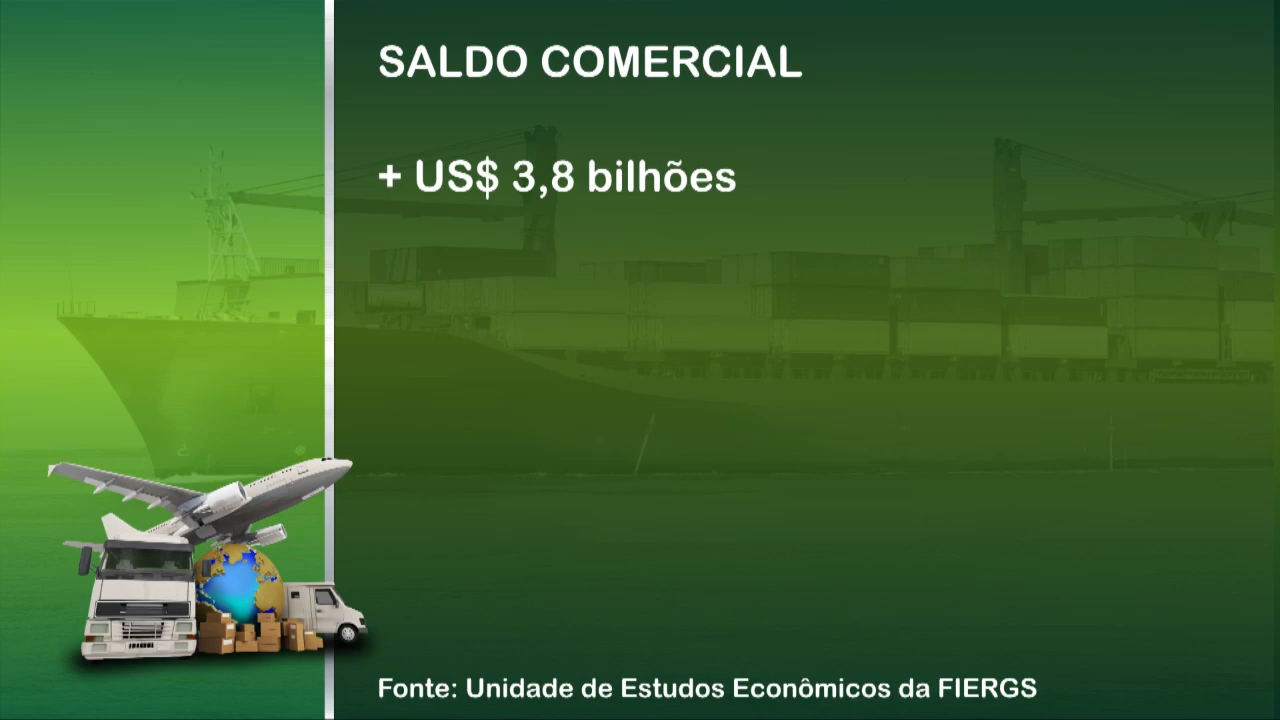 SALDO COMERCIAL
+ US$ 3,8 bilhões
Fonte: Unidade de Estudos Econômicos da FIERGS